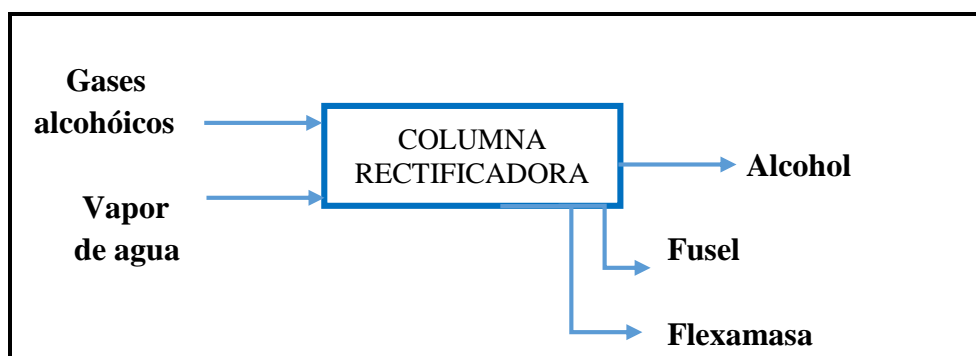 Gases
alcohóicos
Vapor
de agua
COLUMNA
RECTIFICADORA
Alcohol
Fusel
Flexamasa